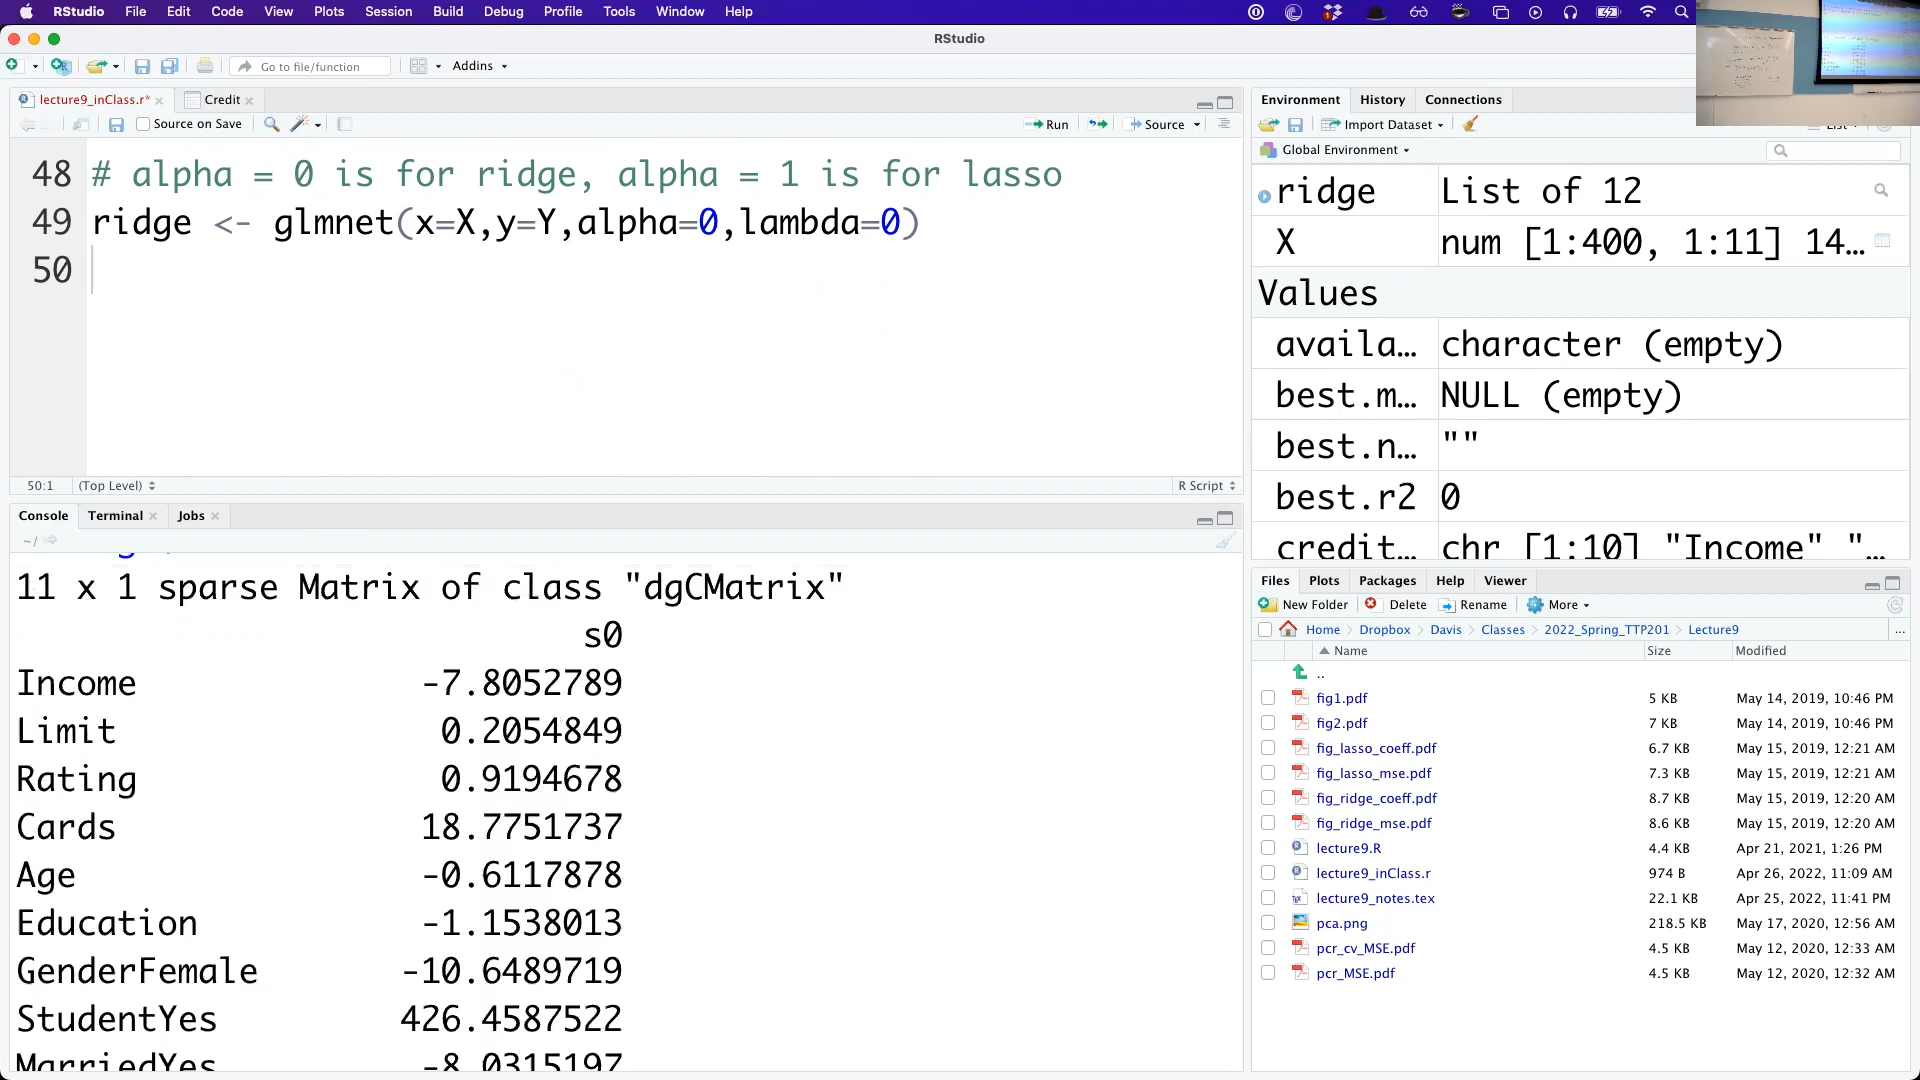 RStudio File Edit Code View Plots Session Build Debug Profile Tools Window Help
RStudio
Go to file/function Addins
lecture9_inClass.r* Credit
Source on Save Run Source
48 # alpha = 0 is for ridge, alpha = 1 is for lasso
49 ridge <- glmnet(x=X,y=Y,alpha=0,lambda=0)
50
50:1 (Top Level) R Script
Console Terminal Jobs
~/
11 x 1 sparse Matrix of class "dgCMatrix"
s0
Income -7.8052789
Limit 0.2054849
Rating 0.9194678
Cards 18.7751737
Age -0.6117878
Education -1.1538013
GenderFemale -10.6489719
StudentYes 426.4587522
MarriedYes -8.0315197
Environment History Connections
Import Dataset List
Global Environment
ridge List of 12
X num [1:400, 1:11] 14…
Values
availa… character (empty)
best.m… NULL (empty)
best.n… ""
best.r2 0
credit… chr [1:10] "Income" "…
Files Plots Packages Help Viewer
New Folder Delete Rename More
Home Dropbox Davis Classes 2022_Spring_TTP201 Lecture9 ...
Name Size Modified
..
fig1.pdf 5 KB May 14, 2019, 10:46 PM
fig2.pdf 7 KB May 14, 2019, 10:46 PM
fig_lasso_coeff.pdf 6.7 KB May 15, 2019, 12:21 AM
fig_lasso_mse.pdf 7.3 KB May 15, 2019, 12:21 AM
fig_ridge_coeff.pdf 8.7 KB May 15, 2019, 12:20 AM
fig_ridge_mse.pdf 8.6 KB May 15, 2019, 12:20 AM
lecture9.R 4.4 KB Apr 21, 2021, 1:26 PM
lecture9_inClass.r 974 B Apr 26, 2022, 11:09 AM
lecture9_notes.tex 22.1 KB Apr 25, 2022, 11:41 PM
pca.png 218.5 KB May 17, 2020, 12:56 AM
pcr_cv_MSE.pdf 4.5 KB May 12, 2020, 12:33 AM
pcr_MSE.pdf 4.5 KB May 12, 2020, 12:32 AM